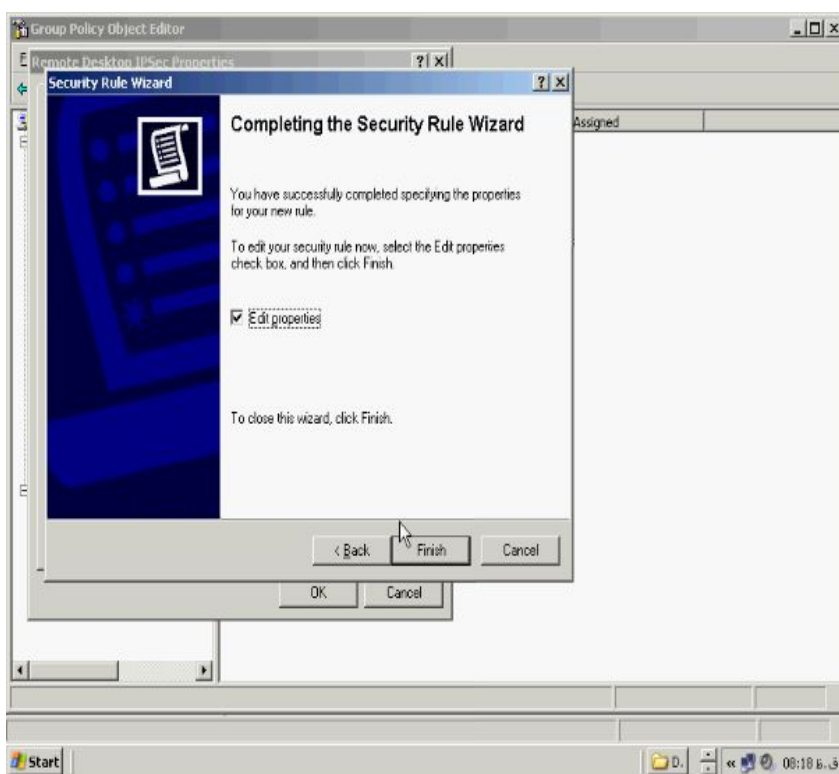 Group Policy Object Editor
Remote Desktop IPSec Properties
Security Rule Wizard
Completing the Security Rule Wizard
Assigned
You have successfully completed specifying the properties
for your new rule.
To edit your security rule now, select the Edit properties
check box, and then click Finish.
Edit properties
To close this wizard, click Finish.
< Back
Finish
Cancel
OK
Cancel
Start
D.
«
08:18